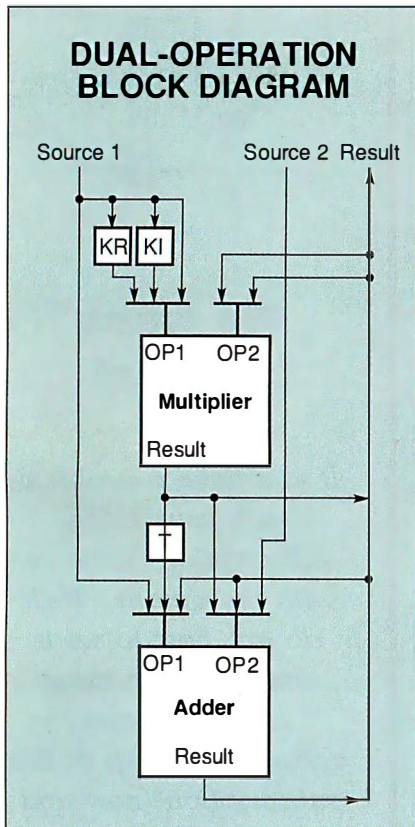 DUAL-OPERATION
BLOCK DIAGRAM
Source 1 Source 2 Result
KR KI
OP1 OP2
Multiplier
Result
T
OP1 OP2
Adder
Result